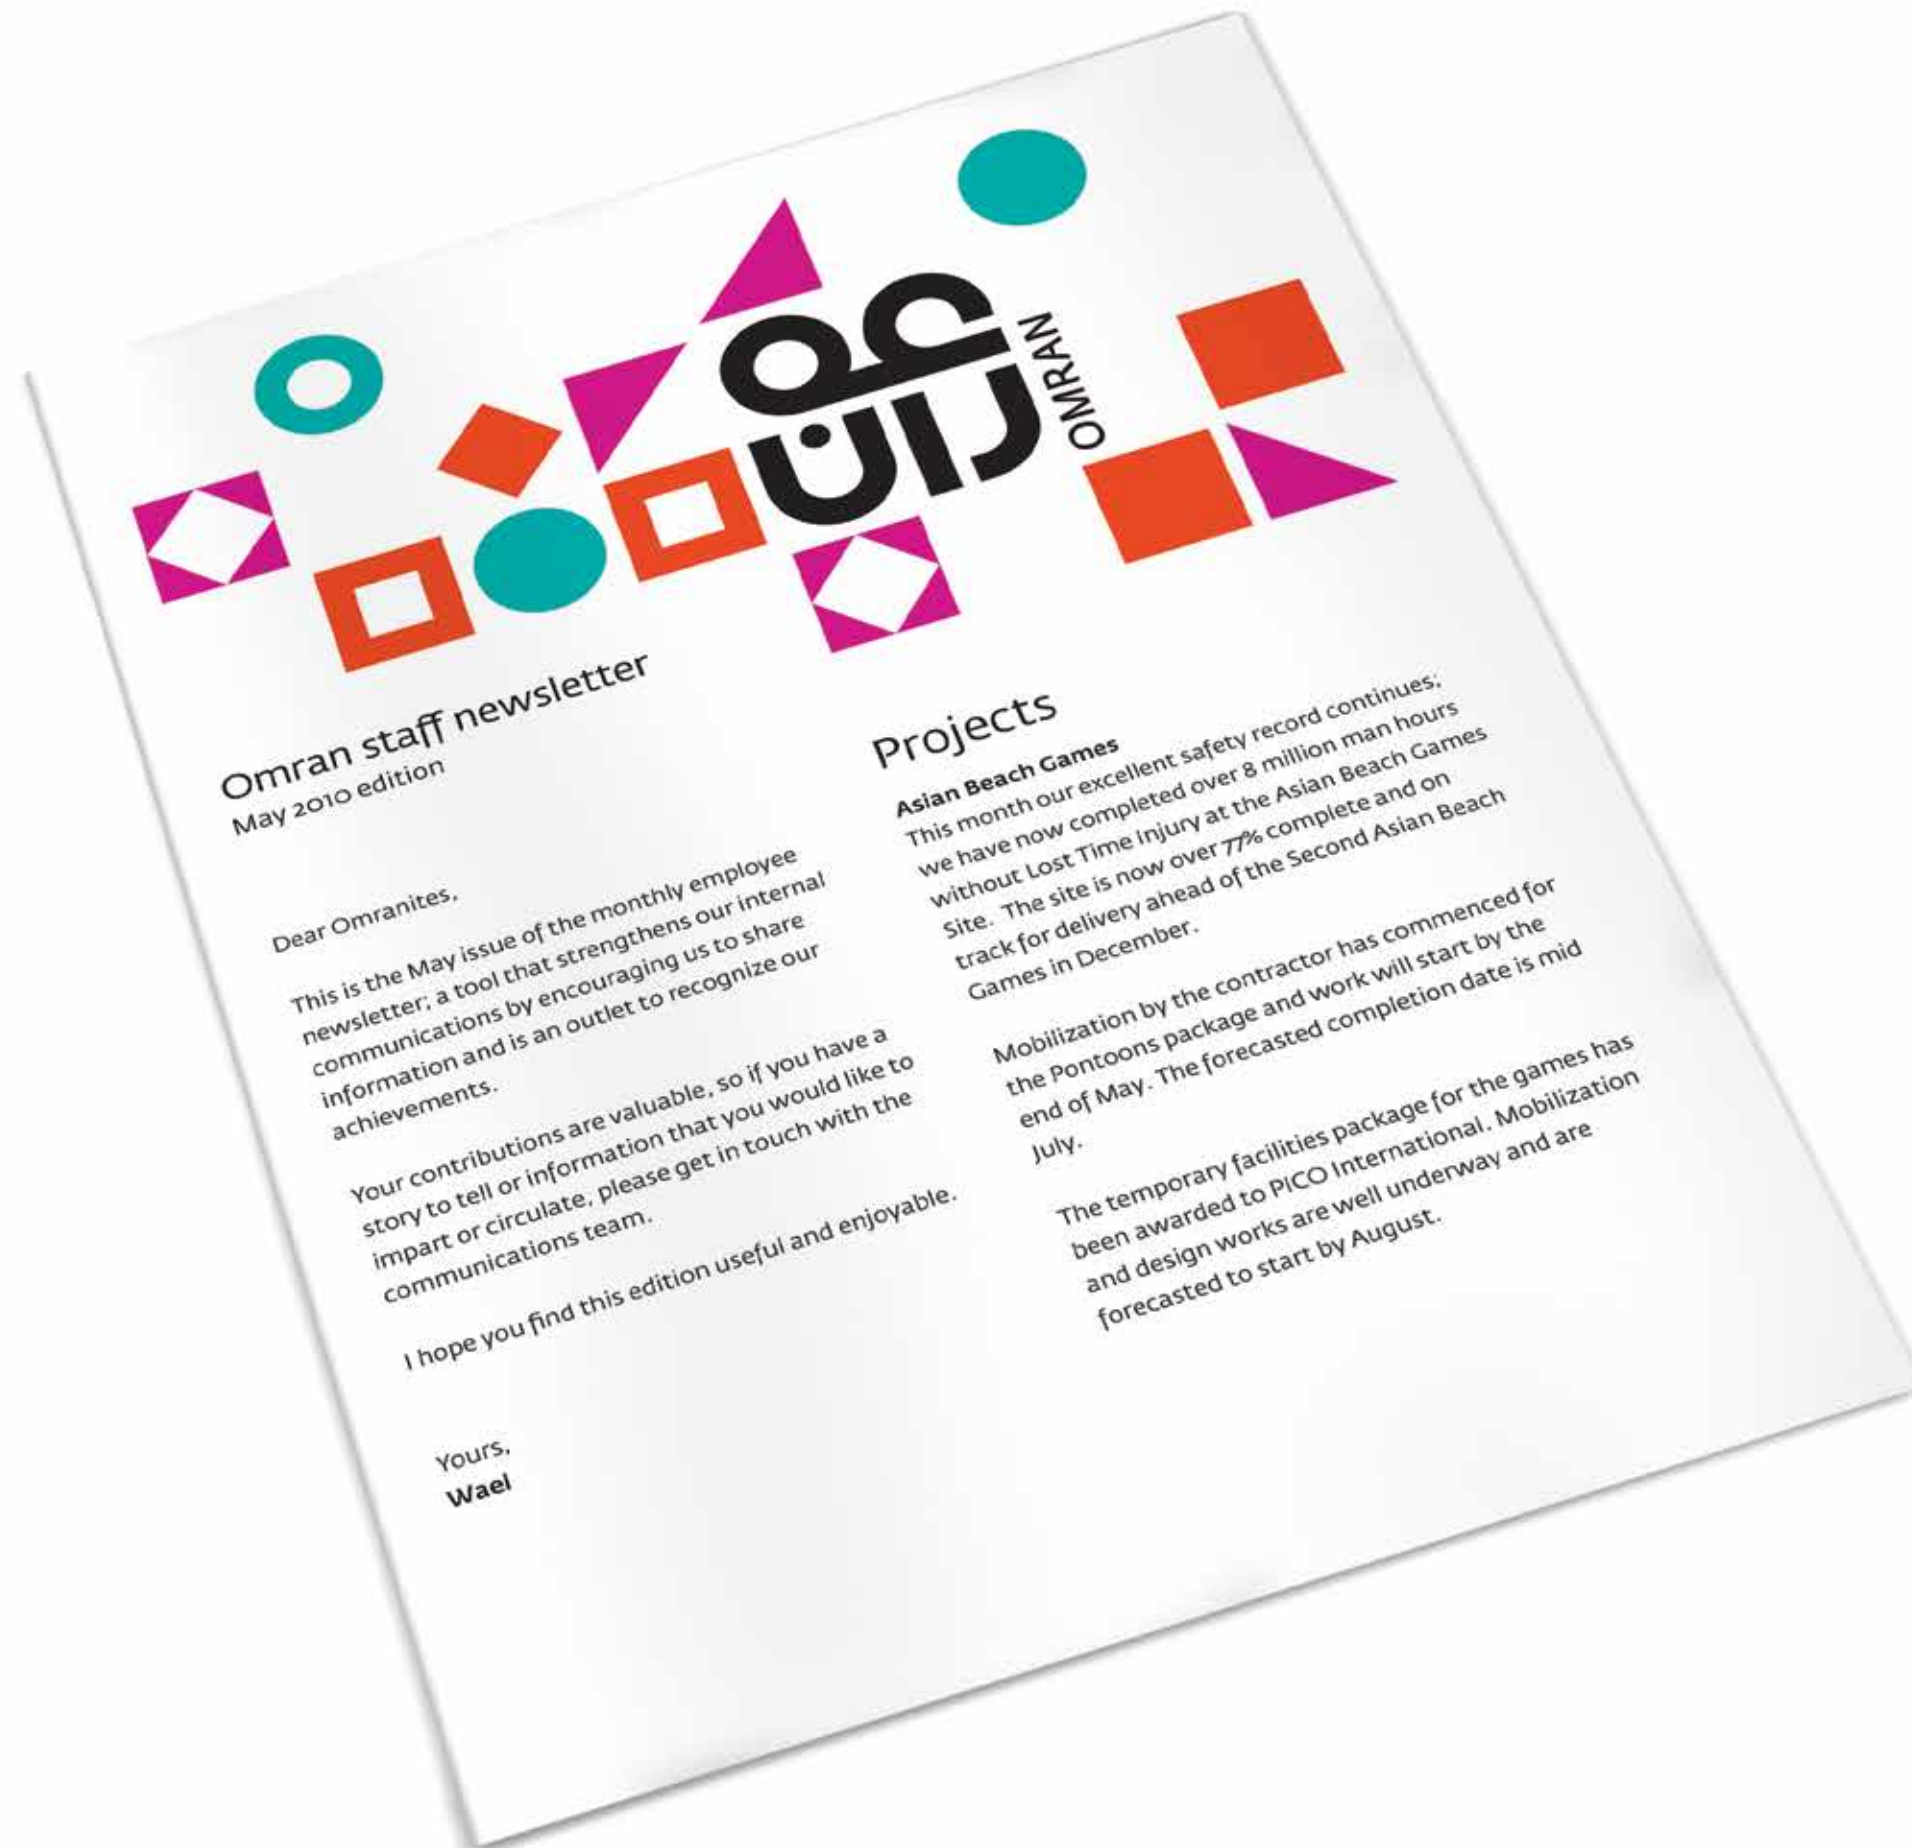 عمران
OMRAN
Omran staff newsletter
May 2010 edition
Dear Omranites,
This is the May issue of the monthly employee
newsletter; a tool that strengthens our internal
communications by encouraging us to share
information and is an outlet to recognize our
achievements.
Your contributions are valuable, so if you have a
story to tell or information that you would like to
impart or circulate, please get in touch with the
communications team.
I hope you find this edition useful and enjoyable.
Yours,
Wael
Projects
Asian Beach Games
This month our excellent safety record continues;
we have now completed over 8 million man hours
without Lost Time Injury at the Asian Beach Games
Site. The site is now over 77% complete and on
track for delivery ahead of the Second Asian Beach
Games in December.
Mobilization by the contractor has commenced for
the Pontoons package and work will start by the
end of May. The forecasted completion date is mid
July.
The temporary facilities package for the games has
been awarded to PICO International. Mobilization
and design works are well underway and are
forecasted to start by August.